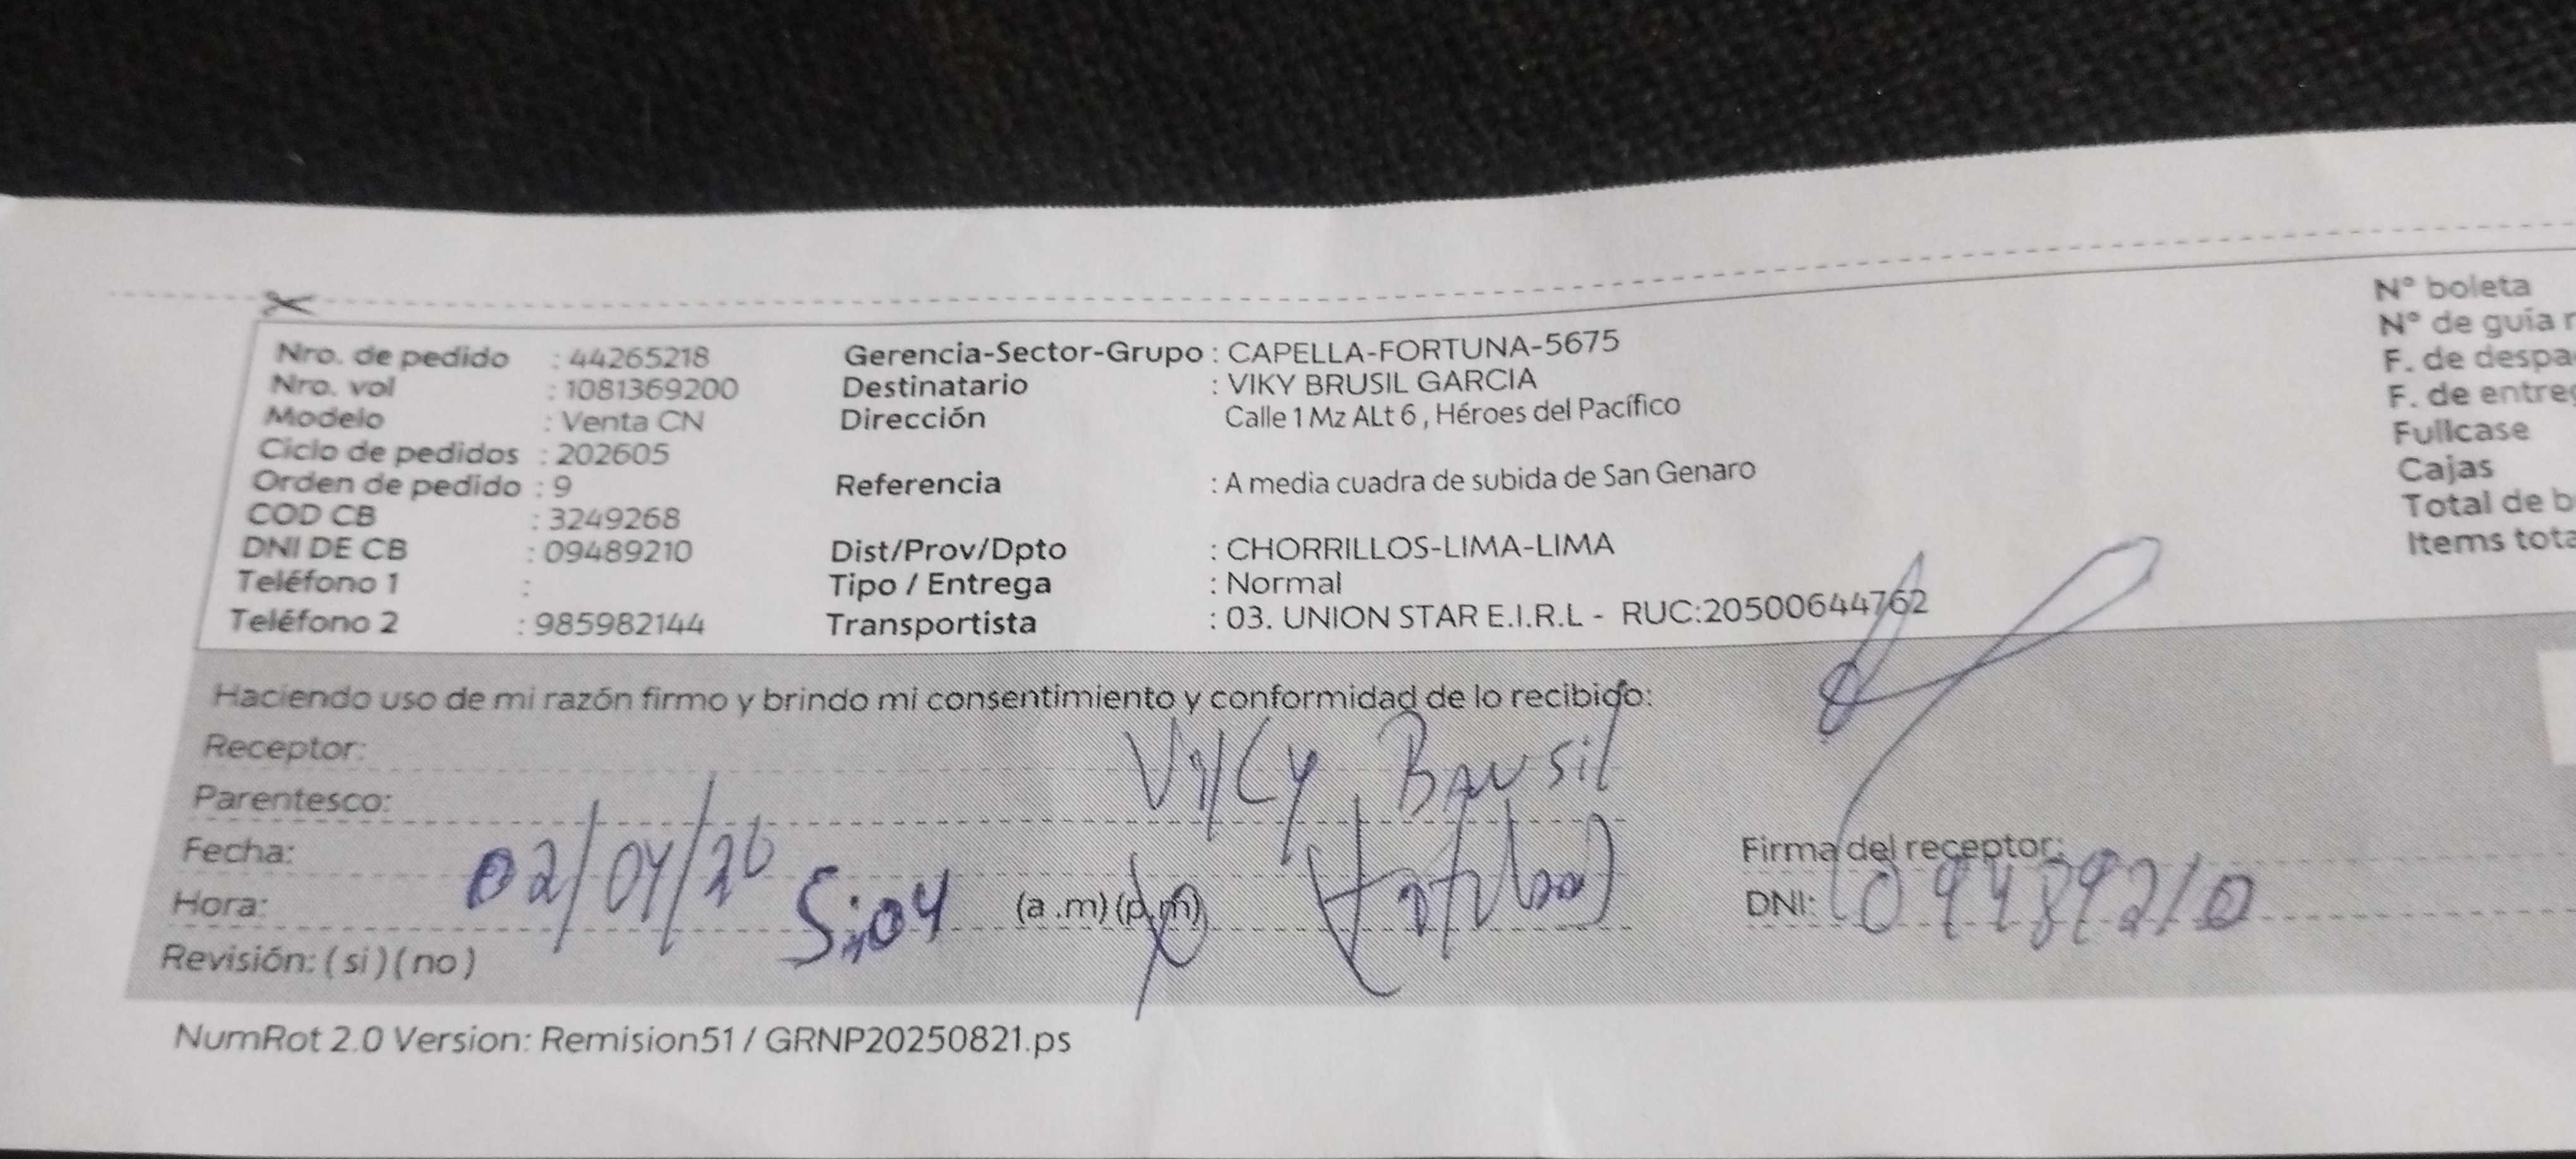 Nro. de pedido : 44265218
Nro. vol : 1081369200
Modelo : Venta CN
Ciclo de pedidos : 202605
Orden de pedido : 9
COD CB : 3249268
DNI DE CB : 09489210
Teléfono 1 :
Teléfono 2 : 985982144
Gerencia-Sector-Grupo : CAPELLA-FORTUNA-5675
Destinatario : VIKY BRUSIL GARCIA
Dirección Calle 1 Mz ALt 6 , Héroes del Pacífico
Referencia : A media cuadra de subida de San Genaro
Dist/Prov/Dpto : CHORRILLOS-LIMA-LIMA
Tipo / Entrega : Normal
Transportista : 03. UNION STAR E.I.R.L - RUC:20500644762
N° boleta
N° de guía r
F. de despa
F. de entreg
Fullcase
Cajas
Total de b
Items tota
Haciendo uso de mi razón firmo y brindo mi consentimiento y conformidad de lo recibido:
Receptor: Viky Brusil
Parentesco:
Fecha: 02/04/26
Hora: 5:04 (a .m) (p.m)
Revisión: ( si ) ( no )
Firma del receptor:
DNI: 09489210
NumRot 2.0 Version: Remision51 / GRNP20250821.ps